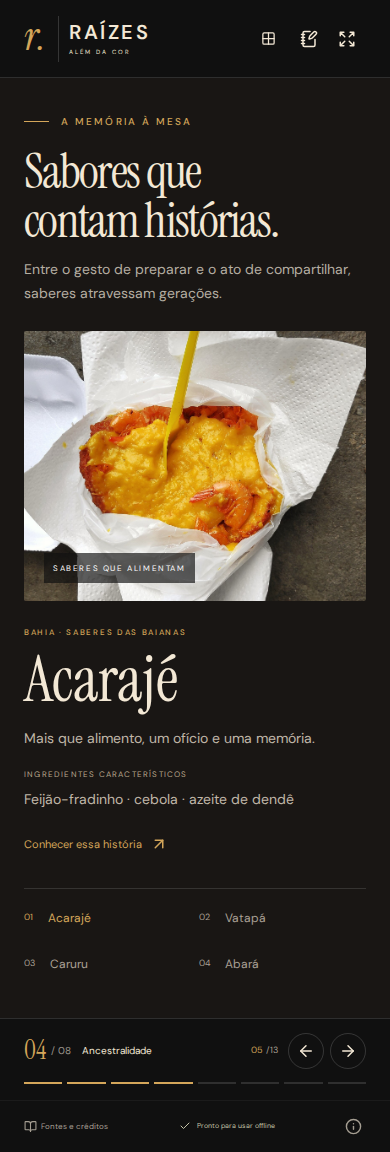 r.
RAÍZES
ALÉM DA COR
A MEMÓRIA À MESA
Sabores que
contam histórias.
Entre o gesto de preparar e o ato de compartilhar,
saberes atravessam gerações.
SABERES QUE ALIMENTAM
BAHIA · SABERES DAS BAIANAS
Acarajé
Mais que alimento, um ofício e uma memória.
INGREDIENTES CARACTERÍSTICOS
Feijão-fradinho · cebola · azeite de dendê
Conhecer essa história
01 Acarajé 02 Vatapá
03 Caruru 04 Abará
04 / 08 Ancestralidade 05 /13
Fontes e créditos Pronto para usar offline